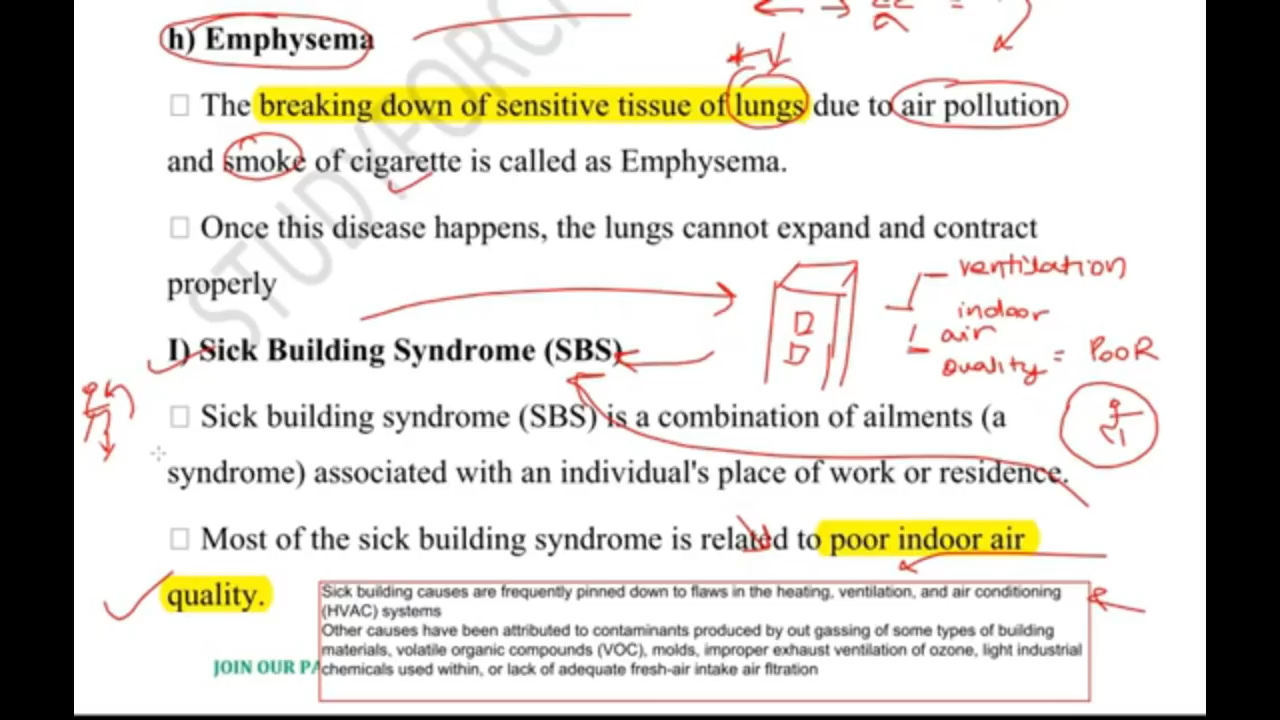 h) Emphysema
□ The breaking down of sensitive tissue of lungs due to air pollution
and smoke of cigarette is called as Emphysema.
□ Once this disease happens, the lungs cannot expand and contract
properly
ventilation
indoor
air
quality = POOR
I) Sick Building Syndrome (SBS)
□ Sick building syndrome (SBS) is a combination of ailments (a
syndrome) associated with an individual's place of work or residence.
□ Most of the sick building syndrome is related to poor indoor air
quality.
Sick building causes are frequently pinned down to flaws in the heating, ventilation, and air conditioning
(HVAC) systems
Other causes have been attributed to contaminants produced by out gassing of some types of building
materials, volatile organic compounds (VOC), molds, improper exhaust ventilation of ozone, light industrial
chemicals used within, or lack of adequate fresh-air intake air fltration
JOIN OUR PA
STUDYFORC